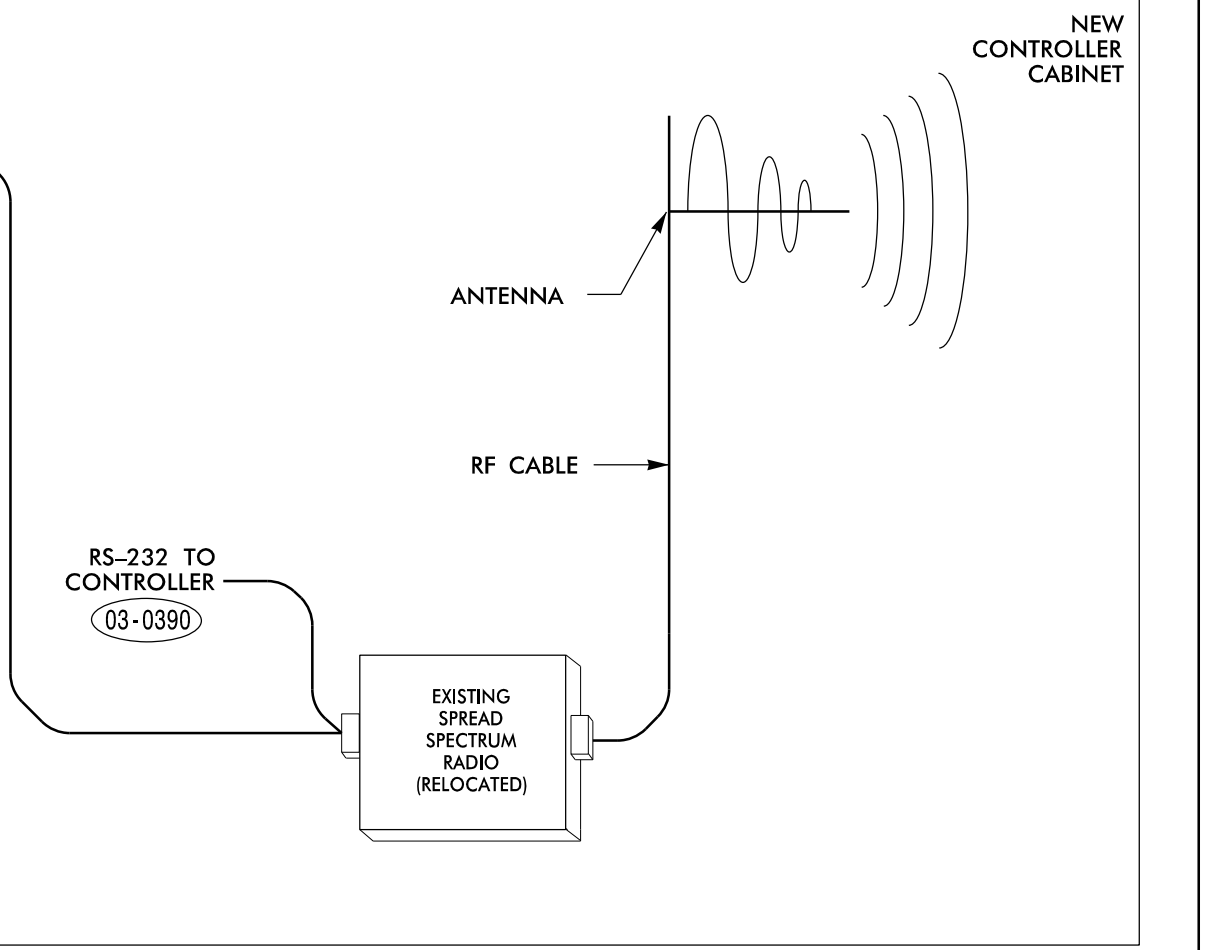 NEW
CONTROLLER
CABINET
ANTENNA
RF CABLE
RS–232 TO
CONTROLLER
03-0390
EXISTING
SPREAD
SPECTRUM
RADIO
(RELOCATED)